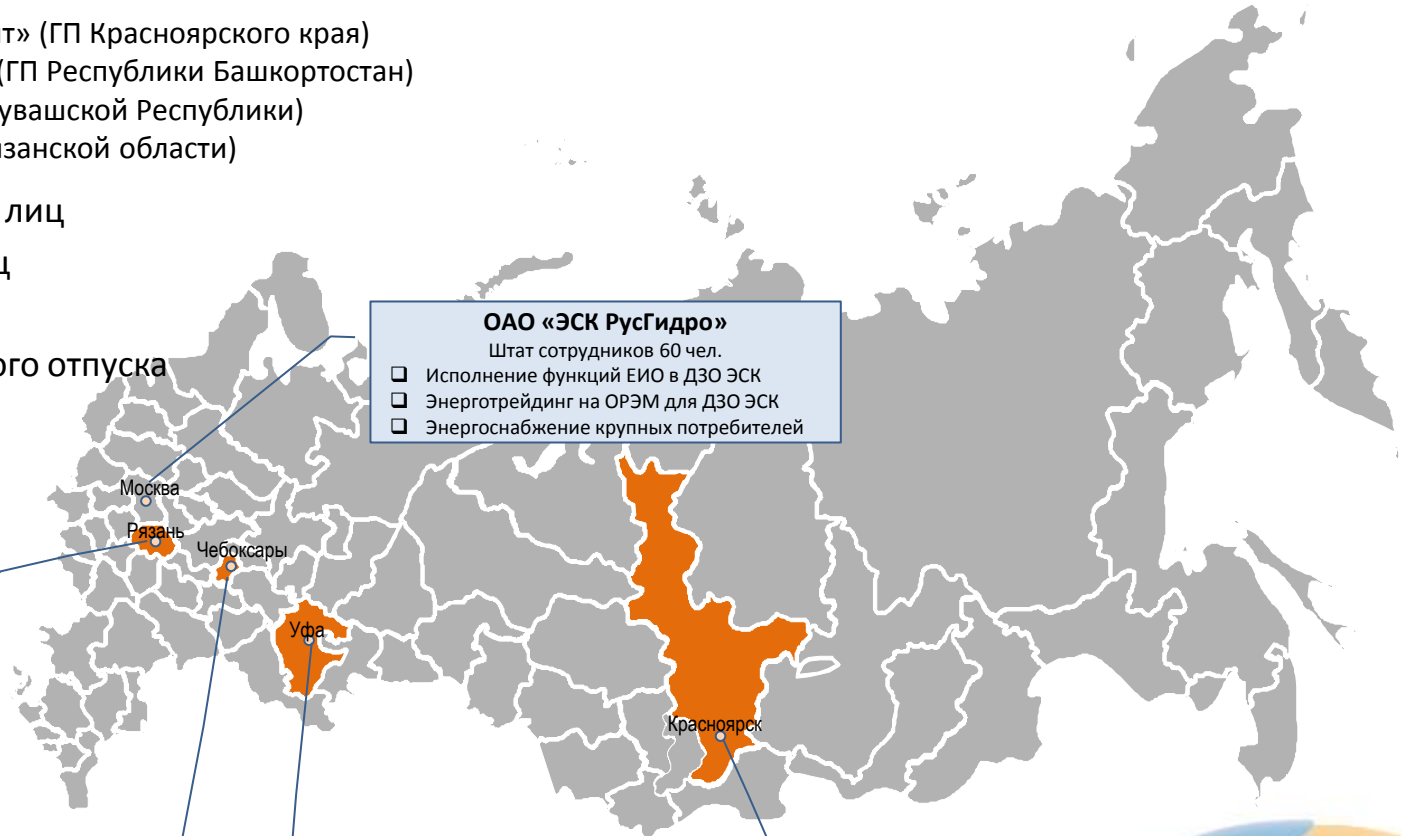 т» (ГП Красноярского края)
(ГП Республики Башкортостан)
увашской Республики)
язанской области)
лиц
ц
ого отпуска
ОАО «ЭСК РусГидро»
Штат сотрудников 60 чел.
❑ Исполнение функций ЕИО в ДЗО ЭСК
❑ Энерготрейдинг на ОРЭМ для ДЗО ЭСК
❑ Энергоснабжение крупных потребителей
Москва
Рязань
Чебоксары
Уфа
Красноярск